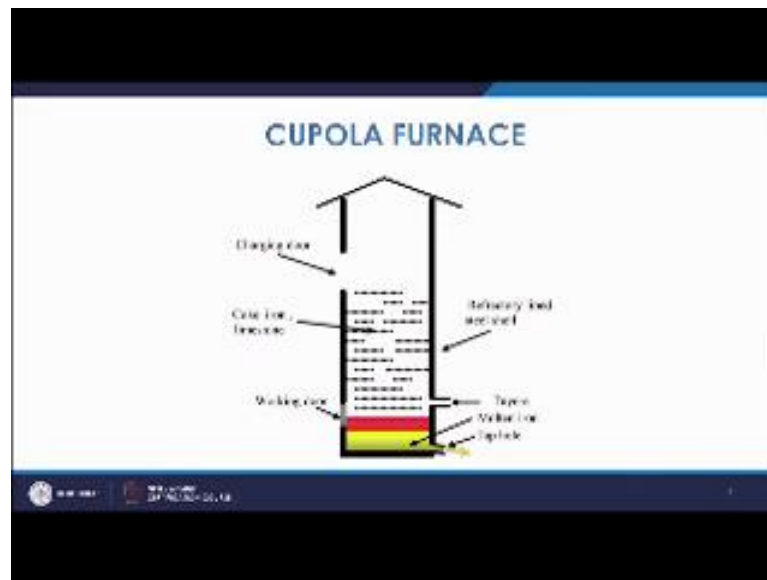 CUPOLA FURNACE
Charging door
Coke iron,
limestone
Refractory lined
steel shell
Working door
Tuyere
Molten iron
Tap hole